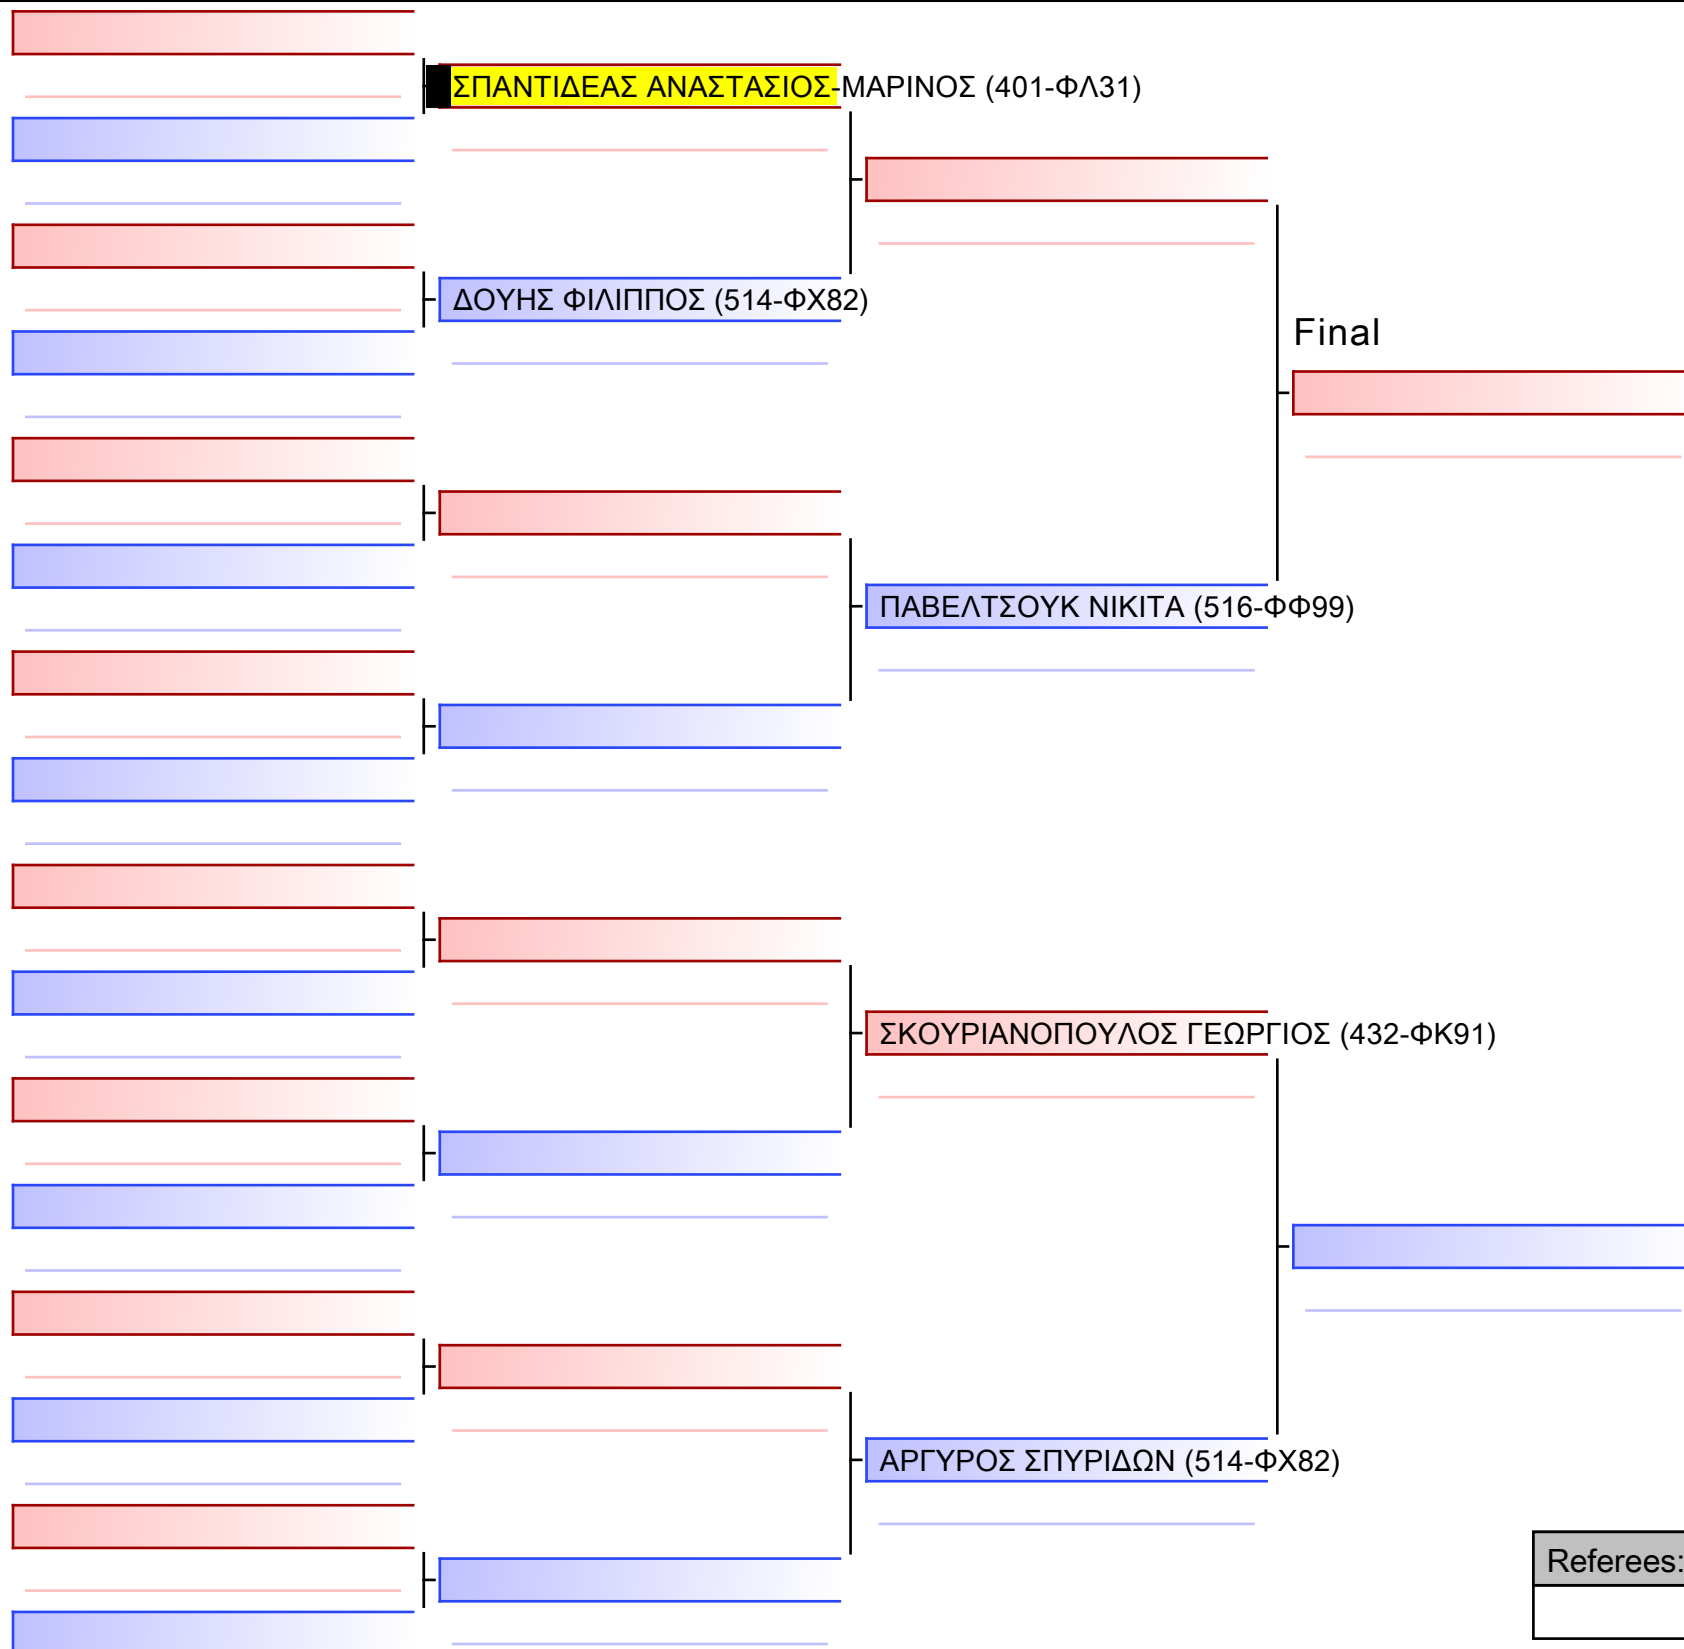 ΣΠΑΝΤΙΔΕΑΣ ΑΝΑΣΤΑΣΙΟΣ-ΜΑΡΙΝΟΣ (401-ΦΛ31)
ΔΟΥΗΣ ΦΙΛΙΠΠΟΣ (514-ΦΧ82)
Final
ΠΑΒΕΛΤΣΟΥΚ ΝΙΚΙΤΑ (516-ΦΦ99)
ΣΚΟΥΡΙΑΝΟΠΟΥΛΟΣ ΓΕΩΡΓΙΟΣ (432-ΦΚ91)
ΑΡΓΥΡΟΣ ΣΠΥΡΙΔΩΝ (514-ΦΧ82)
Referees: